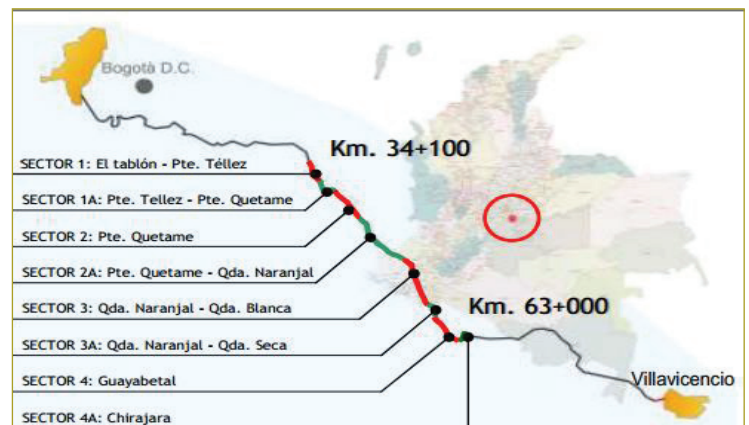 Bogotà D.C.
Km. 34+100
SECTOR 1: El tablón - Pte. Téllez
SECTOR 1A: Pte. Tellez - Pte. Quetame
SECTOR 2: Pte. Quetame
SECTOR 2A: Pte. Quetame - Qda. Naranjal
SECTOR 3: Qda. Naranjal - Qda. Blanca
Km. 63+000
SECTOR 3A: Qda. Naranjal - Qda. Seca
SECTOR 4: Guayabetal
Villavicencio
SECTOR 4A: Chirajara